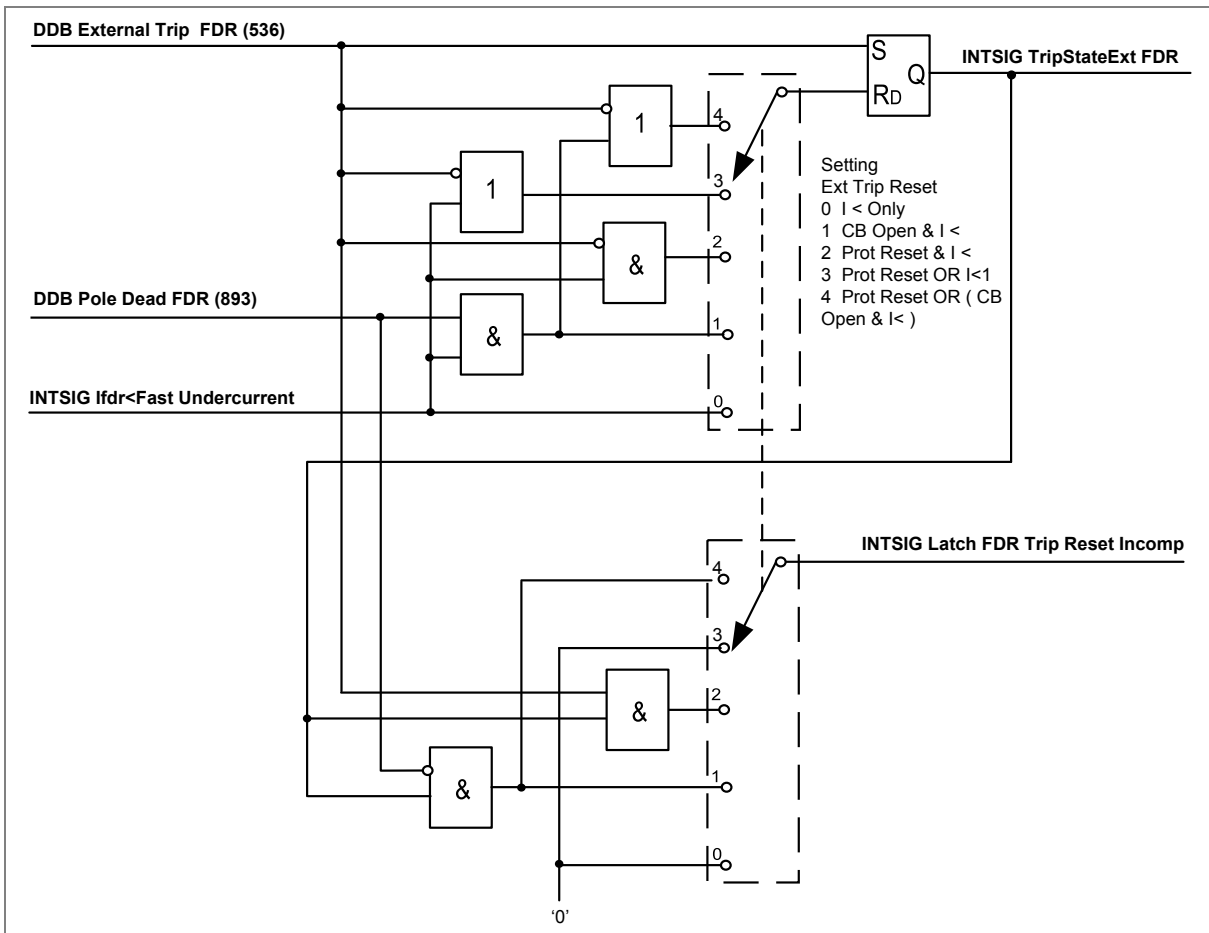 DDB External Trip  FDR (536)
S
Q
RD
INTSIG TripStateExt FDR
1
4
Setting
Ext Trip Reset
0  I < Only
1  CB Open & I <
2  Prot Reset & I <
3  Prot Reset OR I<1
4  Prot Reset OR ( CB
Open & I< )
1
3
&
2
DDB Pole Dead FDR (893)
&
1
INTSIG Ifdr<Fast Undercurrent
0
INTSIG Latch FDR Trip Reset Incomp
4
3
&
2
&
1
0
‘0’